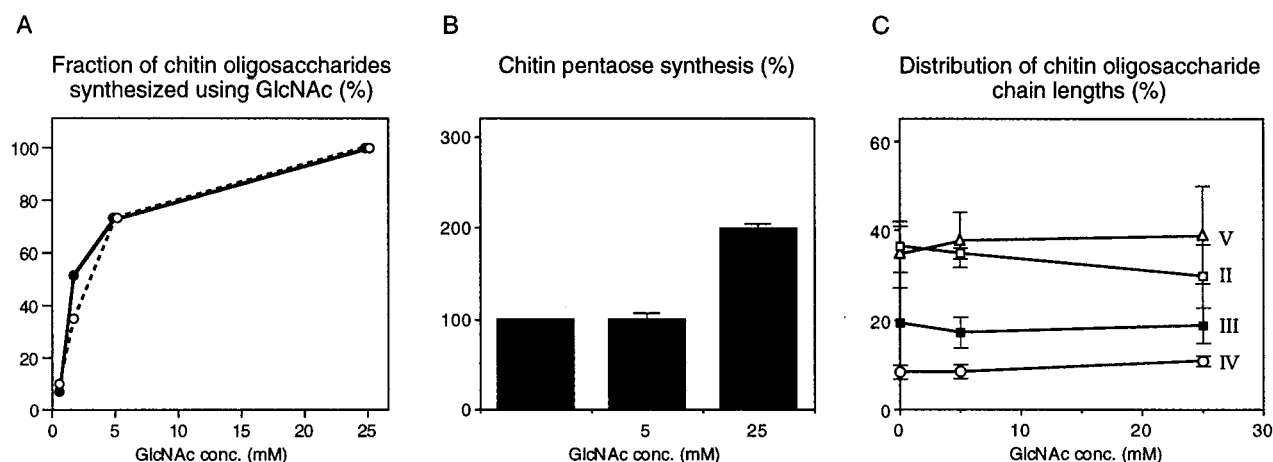 A
Fraction of chitin oligosaccharides
synthesized using GlcNAc (%)
100
80
60
40
20
0
0 5 10 15 20 25
GlcNAc conc. (mM)
B
Chitin pentaose synthesis (%)
300
200
100
0
5 25
GlcNAc conc. (mM)
C
Distribution of chitin oligosaccharide
chain lengths (%)
60
40
20
0
V
II
III
IV
0 10 20 30
GlcNAc conc. (mM)